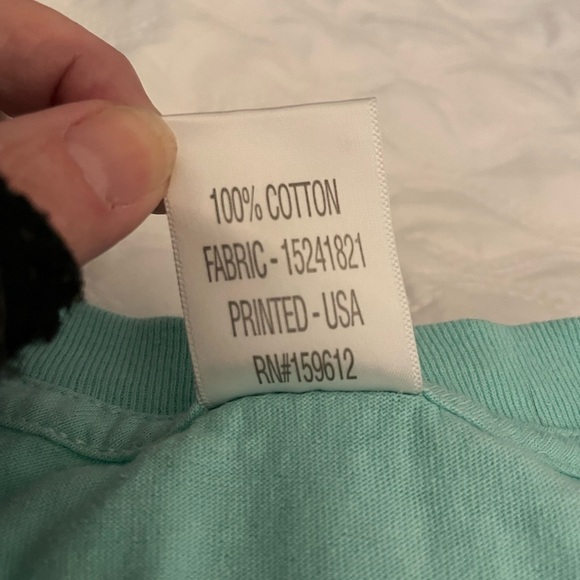 100% COTTON
FABRIC - 15241821
PRINTED - USA
RN#159612